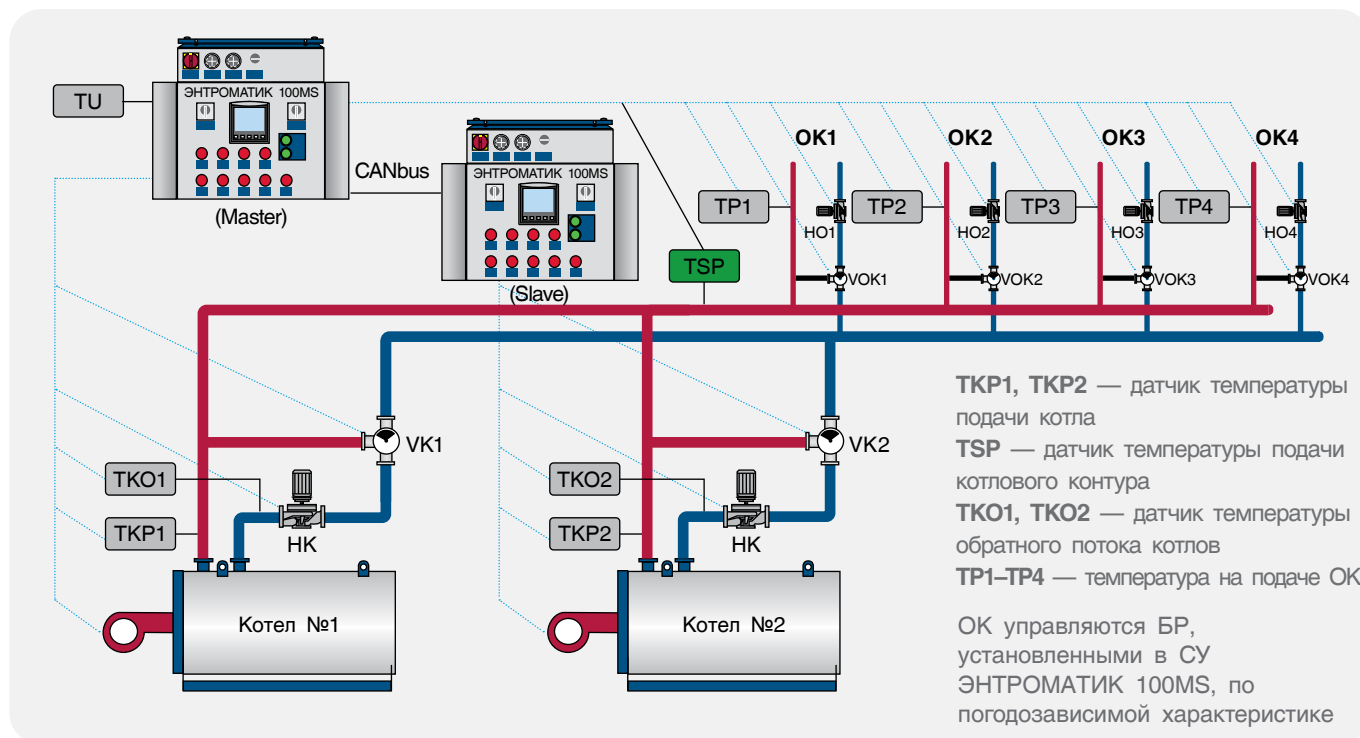 TU
ЭНТРОМАТИК 100MS
(Master)
CANbus
ЭНТРОМАТИК 100MS
(Slave)
TSP
OK1
OK2
OK3
OK4
TP1
TP2
TP3
TP4
HO1
HO2
HO3
HO4
VOK1
VOK2
VOK3
VOK4
VK1
VK2
TKO1
TKP1
HK
TKO2
TKP2
HK
Котел №1
Котел №2
TKP1, TKP2 — датчик температуры
подачи котла
TSP — датчик температуры подачи
котлового контура
TKO1, TKO2 — датчик температуры
обратного потока котлов
TP1–TP4 — температура на подаче ОК
ОК управляются БР,
установленными в СУ
ЭНТРОМАТИК 100MS, по
погодозависимой характеристике